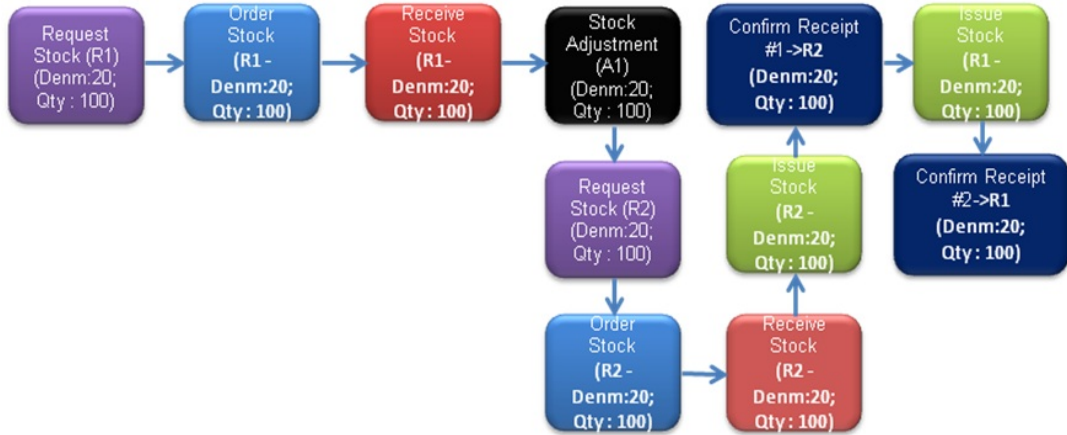 Request
Stock (R1)
(Denm:20;
Qty : 100)
Order
Stock
(R1 -
Denm:20;
Qty : 100)
Receive
Stock
(R1-
Denm:20;
Qty : 100)
Stock
Adjustment
(A1)
(Denm:20;
Qty : 100)
Request
Stock (R2)
(Denm:20;
Qty : 100)
Order
Stock
(R2 -
Denm:20;
Qty : 100)
Receive
Stock
(R2 -
Denm:20;
Qty : 100)
Issue
Stock
(R2 -
Denm:20;
Qty : 100)
Confirm Receipt
#1->R2
(Denm:20;
Qty : 100)
Issue
Stock
(R1 -
Denm:20;
Qty : 100)
Confirm Receipt
#2->R1
(Denm:20;
Qty : 100)